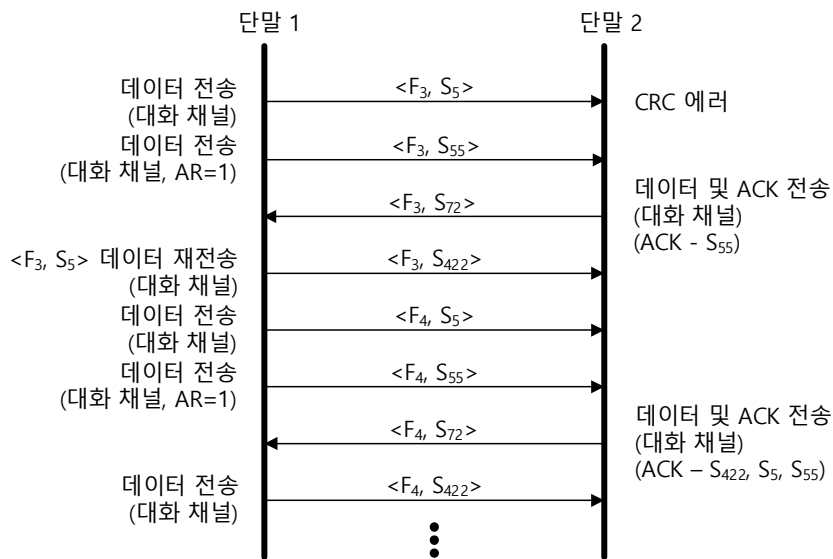 단말 1
단말 2
데이터 전송
(대화 채널)
<F₃, S₅>
CRC 에러
데이터 전송
(대화 채널, AR=1)
<F₃, S₅₅>
<F₃, S₇₂>
데이터 및 ACK 전송
(대화 채널)
(ACK - S₅₅)
<F₃, S₅> 데이터 재전송
(대화 채널)
<F₃, S₄₂₂>
데이터 전송
(대화 채널)
<F₄, S₅>
데이터 전송
(대화 채널, AR=1)
<F₄, S₅₅>
<F₄, S₇₂>
데이터 및 ACK 전송
(대화 채널)
(ACK – S₄₂₂, S₅, S₅₅)
데이터 전송
(대화 채널)
<F₄, S₄₂₂>